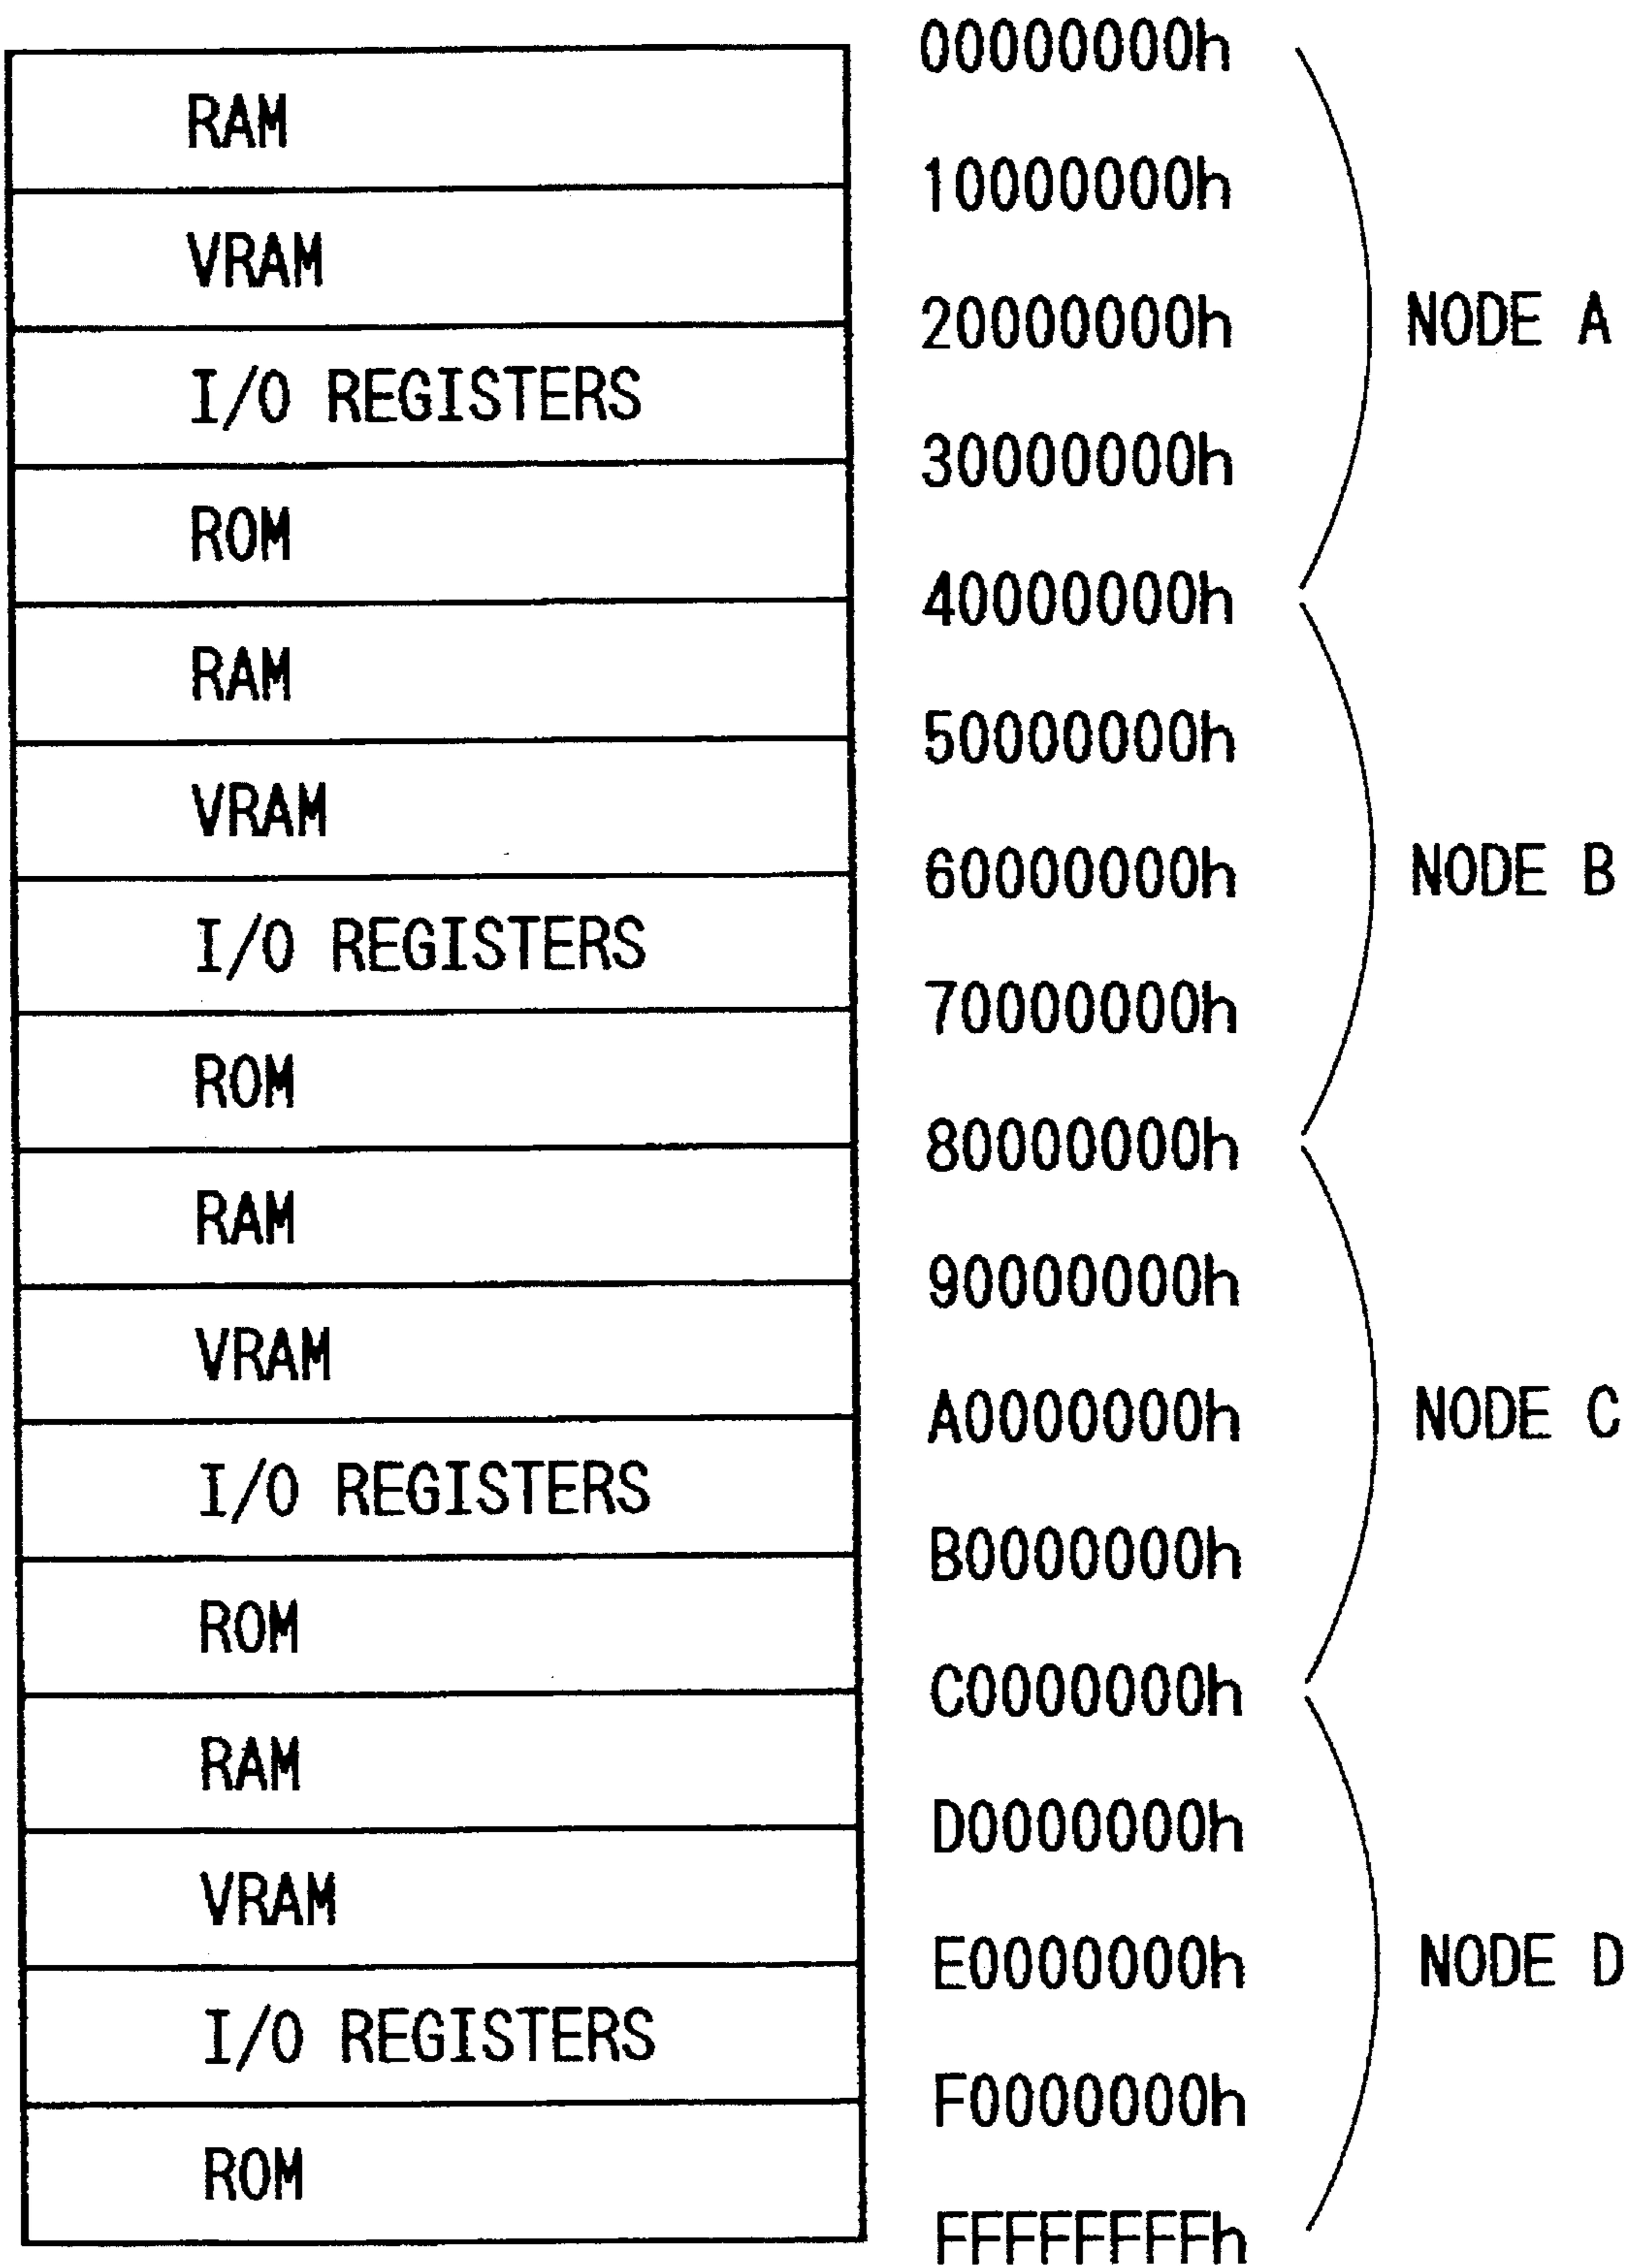 00000000h
RAM
10000000h
VRAM
20000000h
NODE A
I/O REGISTERS
30000000h
ROM
40000000h
RAM
50000000h
VRAM
60000000h
NODE B
I/O REGISTERS
70000000h
ROM
80000000h
RAM
90000000h
VRAM
A0000000h
NODE C
I/O REGISTERS
B0000000h
ROM
C0000000h
RAM
D0000000h
VRAM
E0000000h
NODE D
I/O REGISTERS
F0000000h
ROM
FFFFFFFFh